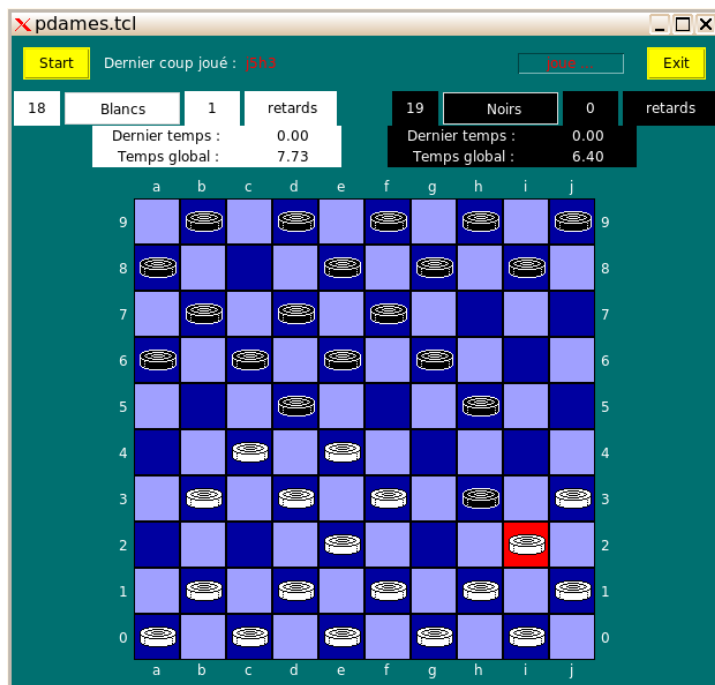 pdames.tcl
Start Dernier coup joué : j5h3 joue ... Exit
18 Blancs 1 retards 19 Noirs 0 retards
Dernier temps : 0.00 Dernier temps : 0.00
Temps global : 7.73 Temps global : 6.40
a b c d e f g h i j
9 9
8 8
7 7
6 6
5 5
4 4
3 3
2 2
1 1
0 0
a b c d e f g h i j